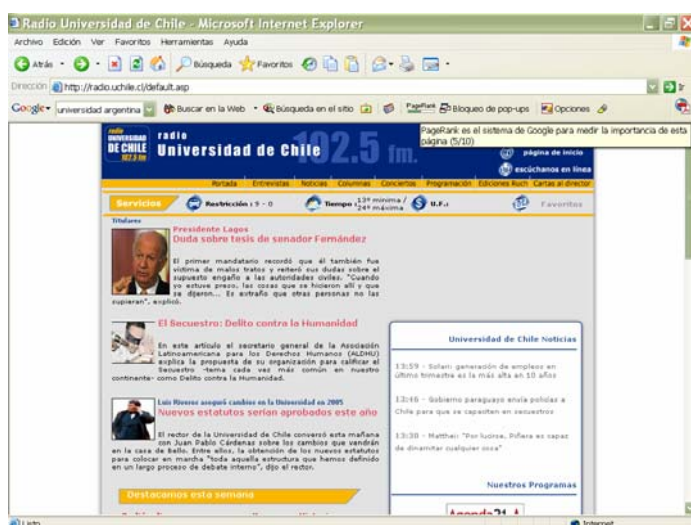 Radio Universidad de Chile - Microsoft Internet Explorer
Archivo Edición Ver Favoritos Herramientas Ayuda
Atrás Búsqueda Favoritos
Dirección http://radio.uchile.cl/default.asp Ir
Google universidad argentina Buscar en la Web Búsqueda en el sitio PageRank Bloqueo de pop-ups Opciones
PageRank es el sistema de Google para medir la importancia de esta
página (5/10)
radio
UNIVERSIDAD
DE CHILE
102.5
radio
Universidad de Chile 102.5 fm.
página de inicio
escúchanos en línea
Portada Entrevistas Noticias Columnas Conciertos Programación Ediciones Ruch Cartas al director
Servicios Restricción : 9 - 0 Tiempo : 13º mínima / 24º máxima U.F.: Favoritos
Titulares
Presidente Lagos
Duda sobre tesis de senador Fernández
El primer mandatario recordó que él también fue
víctima de malos tratos y reiteró sus dudas sobre el
supuesto engaño a las autoridades civiles. "Cuando
yo estuve preso, las cosas que se hicieron allí y que
se dijeron... Es extraño que otras personas no las
supieran", explicó.
El Secuestro: Delito contra la Humanidad
En este artículo el secretario general de la Asociación
Latinoamericana para los Derechos Humanos (ALDHU)
explica la propuesta de su organización para calificar el
Secuestro -tema cada vez más común en nuestro
continente- como Delito contra la Humanidad.
Luis Riveros aseguró cambios en la Universidad en 2005
Nuevos estatutos serían aprobados este año
El rector de la Universidad de Chile conversó esta mañana
con Juan Pablo Cárdenas sobre los cambios que vendrán
en la casa de Bello. Entre ellos, la obtención de los nuevos estatutos
para colocar en marcha "toda aquella estructura que hemos definido
en un largo proceso de debate interno", dijo el rector.
Destacamos esta semana
Universidad de Chile Noticias
13:59 - Solari: generación de empleos en
último trimestre es la más alta en 10 años
13:46 - Gobierno paraguayo envía policías a
Chile para que se capaciten en secuestros
13:38 - Matthei: "Por lucirse, Piñera es capaz
de dinamitar cualquier cosa"
Nuestros Programas
Agenda21
Listo Internet